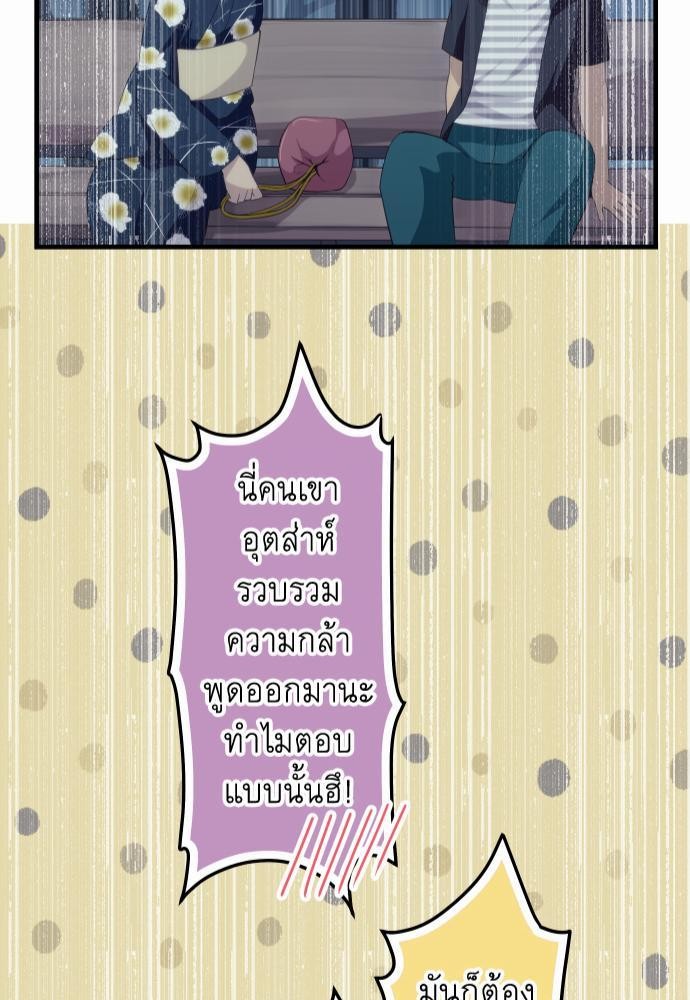 นี่คนเขา
อุตส่าห์
รวบรวม
ความกล้า
พูดออกมานะ
ทำไมตอบ
แบบนั้นฮึ!
มันก็ต้อง